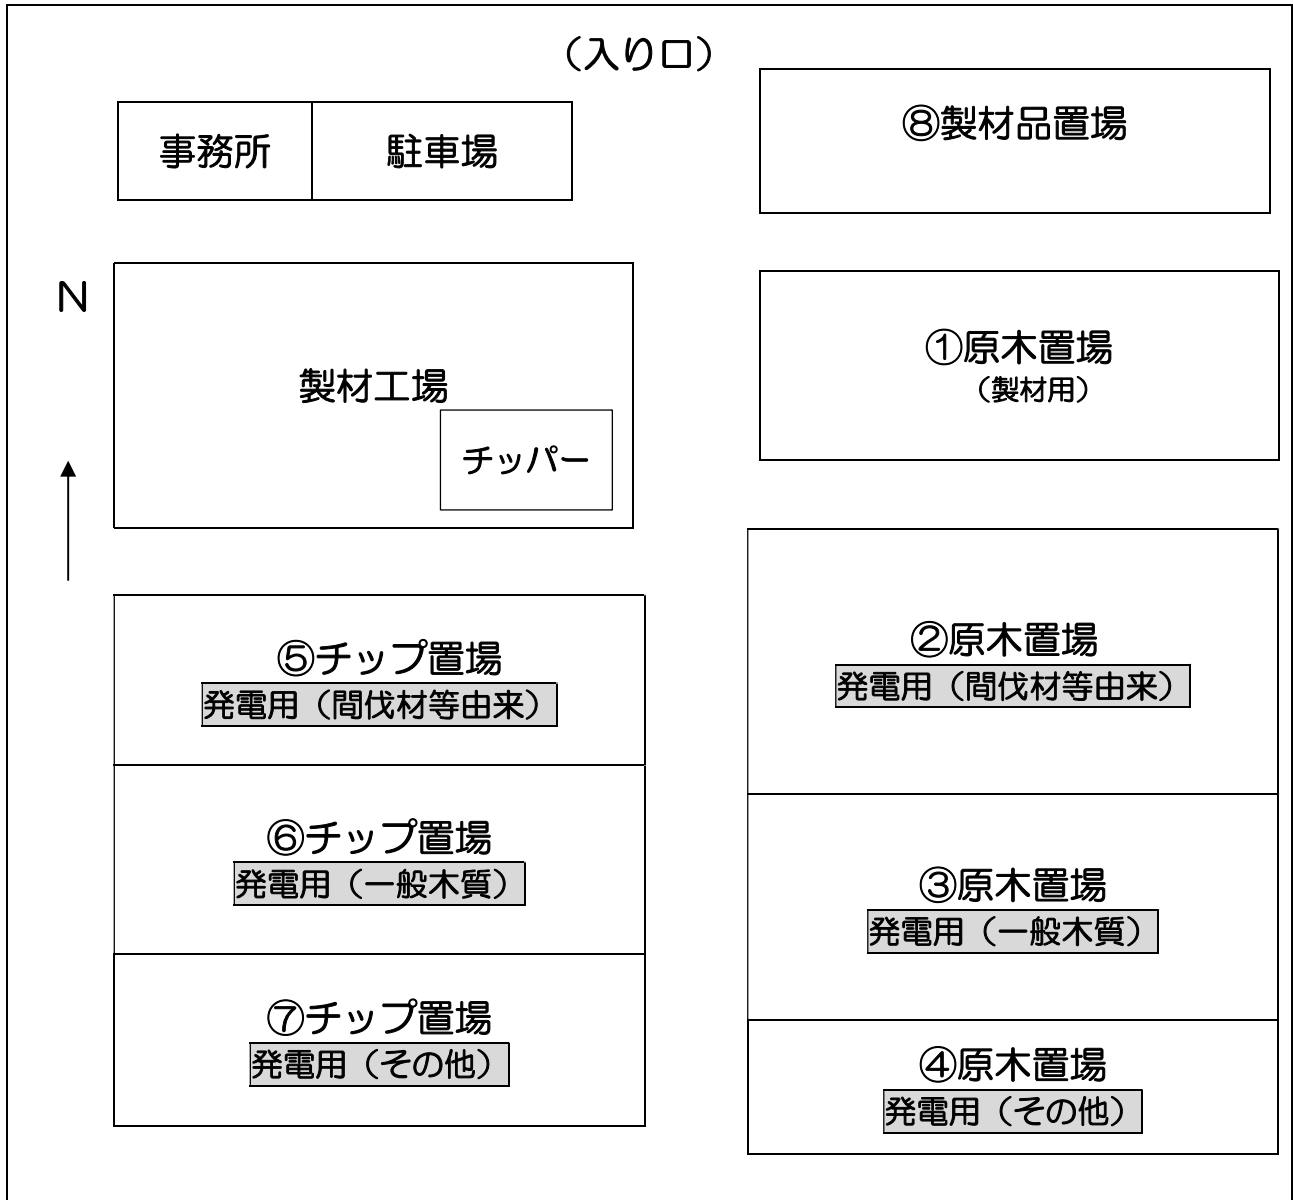 （入り口）
事務所
駐車場
⑧製材品置場
N
製材工場
チッパー
①原木置場
（製材用）
⑤チップ置場
発電用（間伐材等由来）
⑥チップ置場
発電用（一般木質）
⑦チップ置場
発電用（その他）
②原木置場
発電用（間伐材等由来）
③原木置場
発電用（一般木質）
④原木置場
発電用（その他）